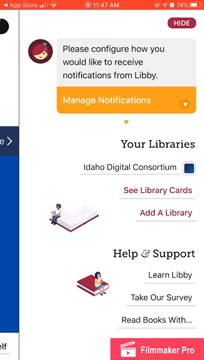 App Store 11:47 AM 74%
HIDE
Please configure how you
would like to receive
notifications from Libby.
Manage Notifications
Your Libraries
Idaho Digital Consortium
See Library Cards
Add A Library
Help & Support
Learn Libby
Take Our Survey
Read Books With...
Filmmaker Pro